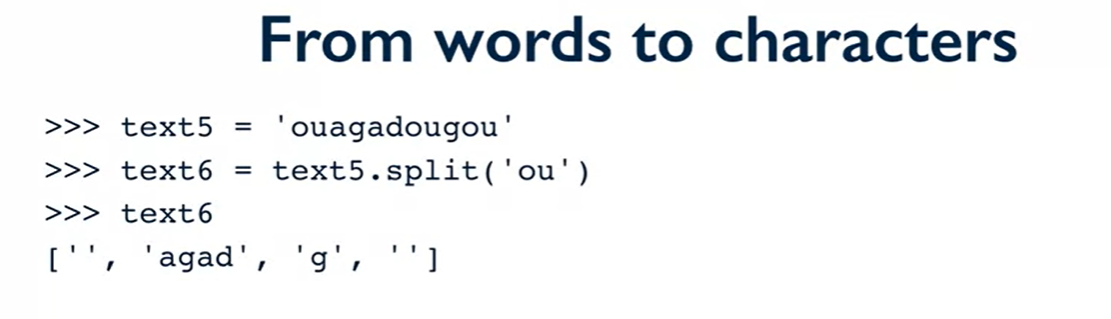 From words to characters
>>> text5 = 'ouagadougou'
>>> text6 = text5.split('ou')
>>> text6
['', 'agad', 'g', '']